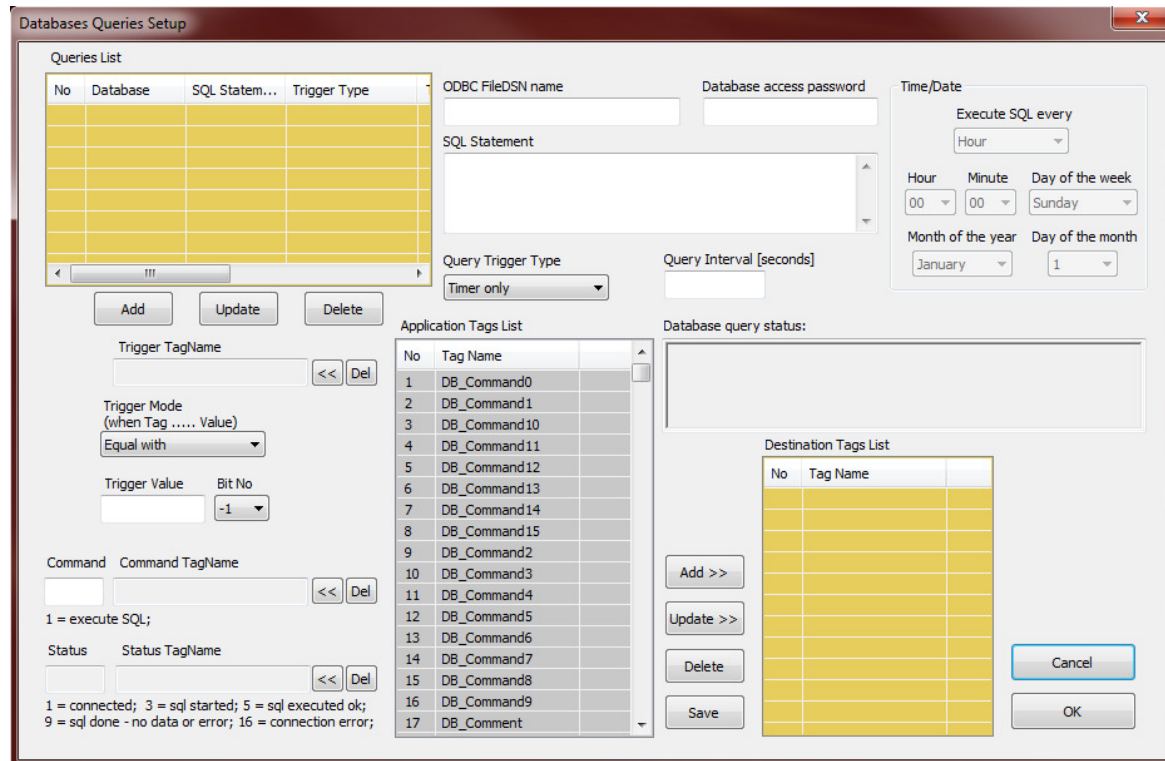 Databases Queries Setup
Queries List
No Database SQL Statem... Trigger Type
Add Update Delete
ODBC FileDSN name
Database access password
SQL Statement
Query Trigger Type
Timer only
Query Interval [seconds]
Time/Date
Execute SQL every
Hour
Hour Minute Day of the week
00 00 Sunday
Month of the year Day of the month
January 1
Trigger TagName
<< Del
Trigger Mode
(when Tag ..... Value)
Equal with
Trigger Value Bit No
-1
Command Command TagName
<< Del
1 = execute SQL;
Status Status TagName
<< Del
1 = connected; 3 = sql started; 5 = sql executed ok;
9 = sql done - no data or error; 16 = connection error;
Application Tags List
No Tag Name
1 DB_Command0
2 DB_Command1
3 DB_Command10
4 DB_Command11
5 DB_Command12
6 DB_Command13
7 DB_Command14
8 DB_Command15
9 DB_Command2
10 DB_Command3
11 DB_Command4
12 DB_Command5
13 DB_Command6
14 DB_Command7
15 DB_Command8
16 DB_Command9
17 DB_Comment
Database query status:
Destination Tags List
No Tag Name
Add >>
Update >>
Delete
Save
Cancel
OK